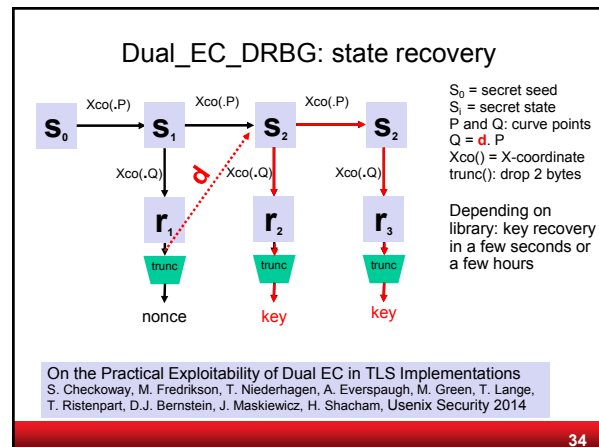 Dual_EC_DRBG: state recovery
Xco(.P)
Xco(.P)
Xco(.P)
S0
S1
S2
S2
Xco(.Q)
d
Xco(.Q)
Xco(.Q)
r1
r2
r3
trunc
trunc
trunc
nonce
key
key
S0 = secret seed
Si = secret state
P and Q: curve points
Q = d. P
Xco() = X-coordinate
trunc(): drop 2 bytes
Depending on
library: key recovery
in a few seconds or
a few hours
On the Practical Exploitability of Dual EC in TLS Implementations
S. Checkoway, M. Fredrikson, T. Niederhagen, A. Everspaugh, M. Green, T. Lange,
T. Ristenpart, D.J. Bernstein, J. Maskiewicz, H. Shacham, Usenix Security 2014
34